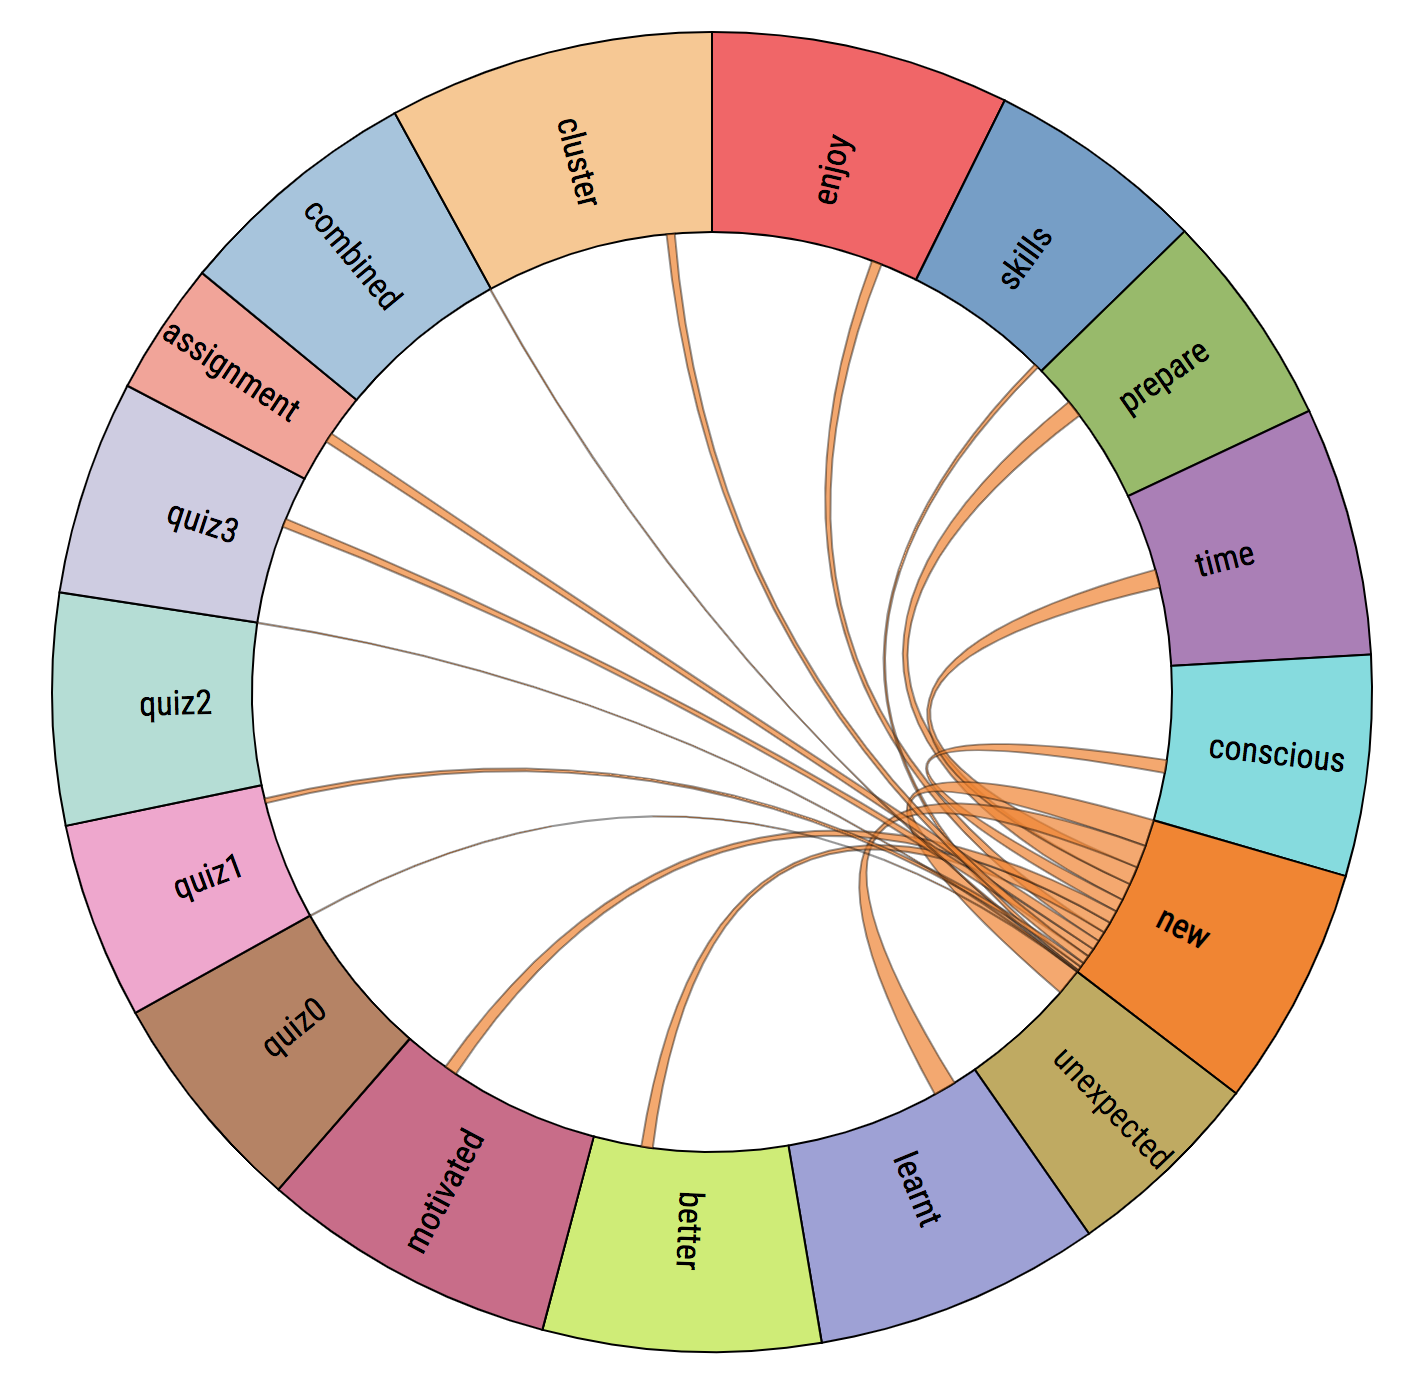 enjoy
skills
prepare
time
conscious
new
unexpected
learnt
better
motivated
quiz0
quiz1
quiz2
quiz3
assignment
combined
cluster